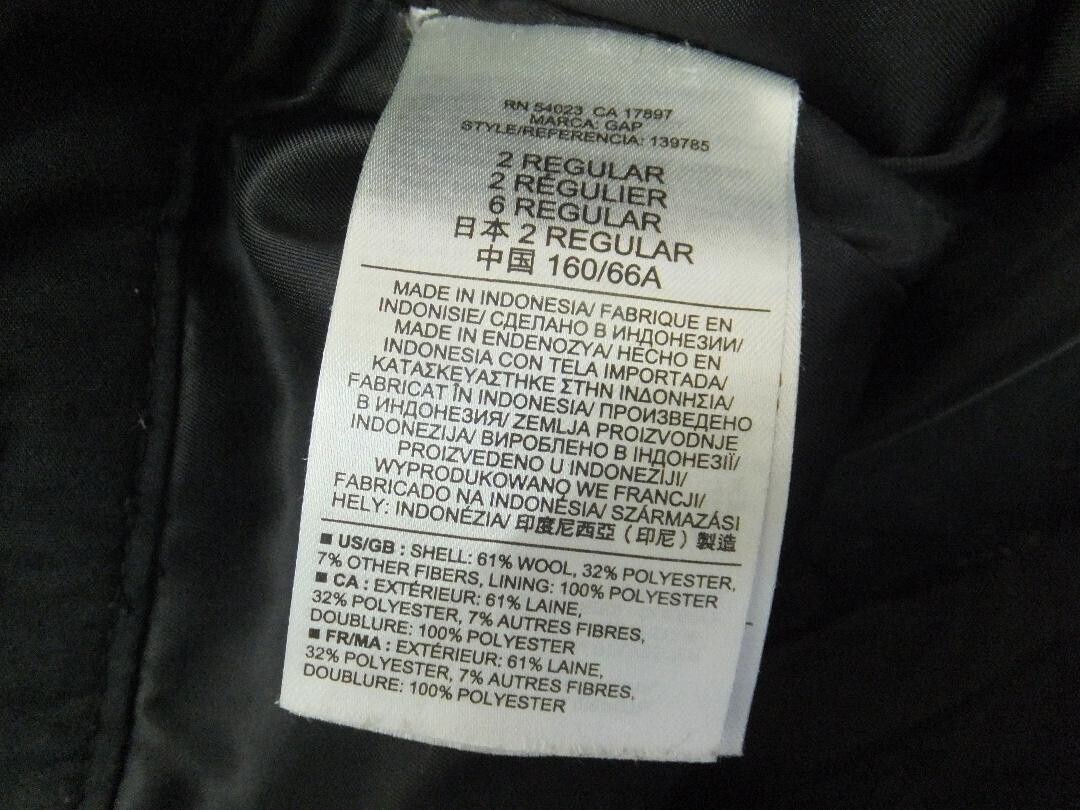 RN 54023 CA 17897
MARCA: GAP
STYLE/REFERENCIA: 139785
2 REGULAR
2 RÉGULIER
6 REGULAR
日本 2 REGULAR
中国 160/66A
MADE IN INDONESIA/ FABRIQUE EN
INDONISIE/ СДЕЛАНО В ИНДОНЕЗИИ/
MADE IN ENDENOZYA/ HECHO EN
INDONESIA CON TELA IMPORTADA/
ΚΑΤΑΣΚΕΥΑΣΤΗΚΕ ΣΤΗΝ ΙΝΔΟΝΗΣΙΑ/
FABRICAT ÎN INDONESIA/ ПРОИЗВЕДЕНО
В ИНДОНЕЗИЯ/ ZEMLJA PROIZVODNJE
INDONEZIJA/ ВИРОБЛЕНО В ІНДОНЕЗІЇ/
PROIZVEDENO U INDONEZIJI/
WYPRODUKOWANO WE FRANCJI/
FABRICADO NA INDONÉSIA/ SZÁRMAZÁSI
HELY: INDONÉZIA/ 印度尼西亞（印尼）製造
■ US/GB : SHELL: 61% WOOL, 32% POLYESTER,
7% OTHER FIBERS, LINING: 100% POLYESTER
■ CA : EXTÉRIEUR: 61% LAINE,
32% POLYESTER, 7% AUTRES FIBRES,
DOUBLURE: 100% POLYESTER
■ FR/MA : EXTÉRIEUR: 61% LAINE,
32% POLYESTER, 7% AUTRES FIBRES,
DOUBLURE: 100% POLYESTER